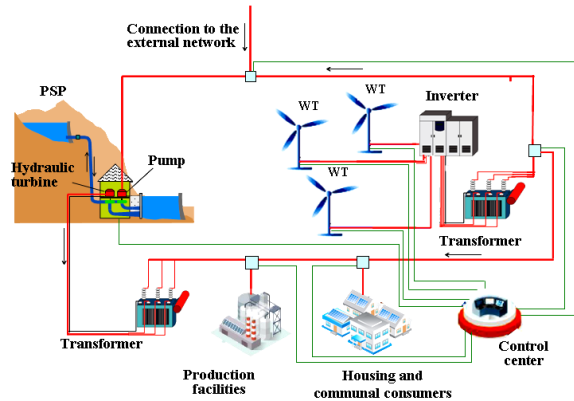 Connection to the
external network
PSP
WT
WT
Inverter
Pump
Hydraulic
turbine
WT
Transformer
Transformer
Production
facilities
Housing and
communal consumers
Control
center